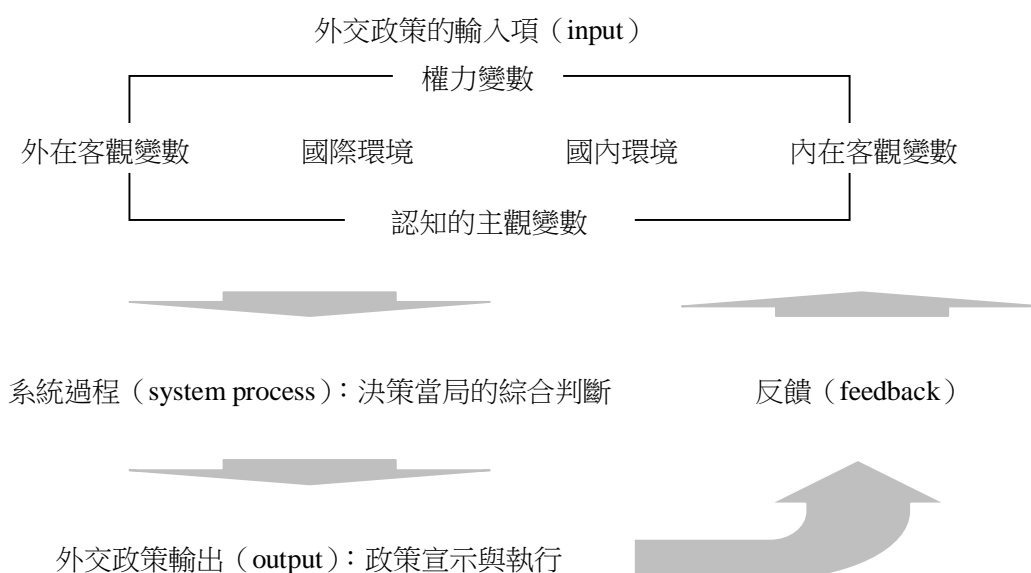 外交政策的輸入項（input）
權力變數
外在客觀變數 國際環境 國內環境 內在客觀變數
認知的主觀變數
系統過程（system process）：決策當局的綜合判斷 反饋（feedback）
外交政策輸出（output）：政策宣示與執行